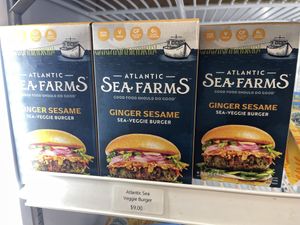 ATLANTIC
SEA FARMS
GOOD FOOD SHOULD DO GOOD
GINGER SESAME
SEA-VEGGIE BURGER
ATLANTIC
SEA FARMS
GOOD FOOD SHOULD DO GOOD
GINGER SESAME
SEA-VEGGIE BURGER
ATLANTIC
SEA FARMS
GOOD FOOD SHOULD DO GOOD
GINGER SESAME
SEA-VEGGIE BURGER
Atlantic Sea
Veggie Burger
$9.00